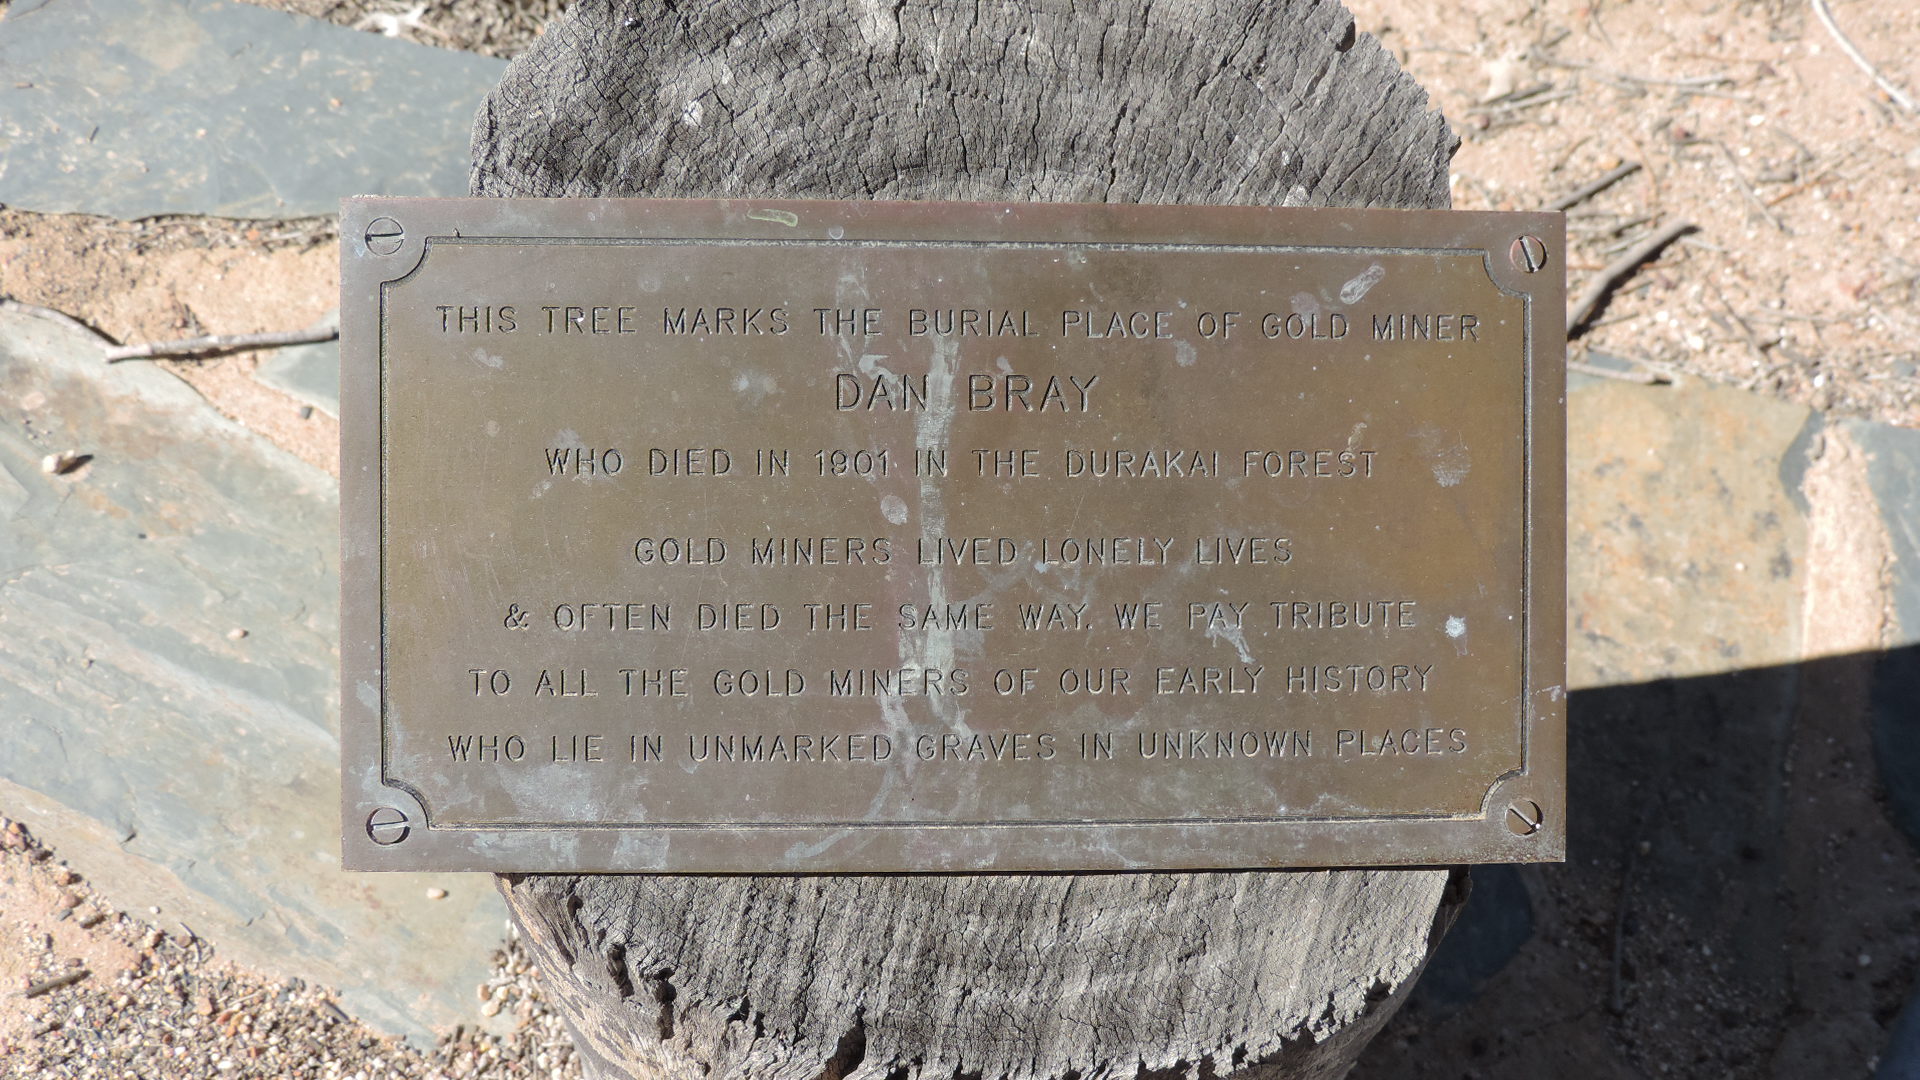 THIS TREE MARKS THE BURIAL PLACE OF GOLD MINER
DAN BRAY
WHO DIED IN 1901 IN THE DURAKAI FOREST
GOLD MINERS LIVED LONELY LIVES
& OFTEN DIED THE SAME WAY. WE PAY TRIBUTE
TO ALL THE GOLD MINERS OF OUR EARLY HISTORY
WHO LIE IN UNMARKED GRAVES IN UNKNOWN PLACES